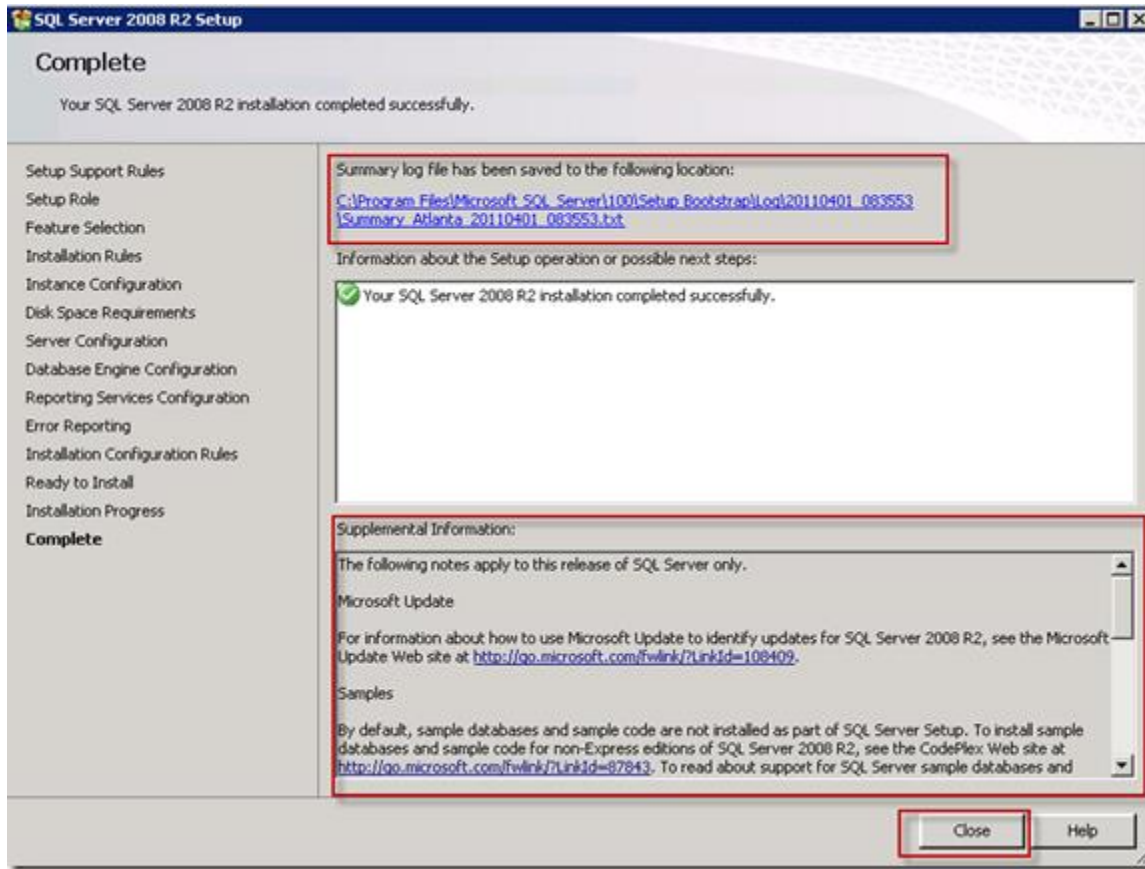 SQL Server 2008 R2 Setup
Complete
Your SQL Server 2008 R2 installation completed successfully.
Setup Support Rules
Setup Role
Feature Selection
Installation Rules
Instance Configuration
Disk Space Requirements
Server Configuration
Database Engine Configuration
Reporting Services Configuration
Error Reporting
Installation Configuration Rules
Ready to Install
Installation Progress
Complete
Summary log file has been saved to the following location:
C:\Program Files\Microsoft SQL Server\100\Setup Bootstrap\Log\20110401_083553
\Summary_Atlanta_20110401_083553.txt
Information about the Setup operation or possible next steps:
Your SQL Server 2008 R2 installation completed successfully.
Supplemental Information:
The following notes apply to this release of SQL Server only.
Microsoft Update
For information about how to use Microsoft Update to identify updates for SQL Server 2008 R2, see the Microsoft
Update Web site at http://go.microsoft.com/fwlink/?LinkId=108409.
Samples
By default, sample databases and sample code are not installed as part of SQL Server Setup. To install sample
databases and sample code for non-Express editions of SQL Server 2008 R2, see the CodePlex Web site at
http://go.microsoft.com/fwlink/?LinkId=87843. To read about support for SQL Server sample databases and
Close
Help